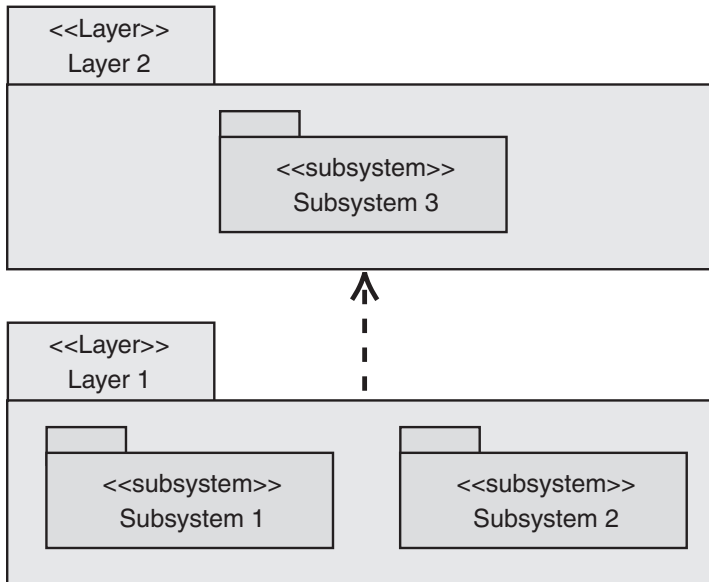 <<Layer>>
Layer 2
<<subsystem>>
Subsystem 3
<<Layer>>
Layer 1
<<subsystem>>
Subsystem 1
<<subsystem>>
Subsystem 2